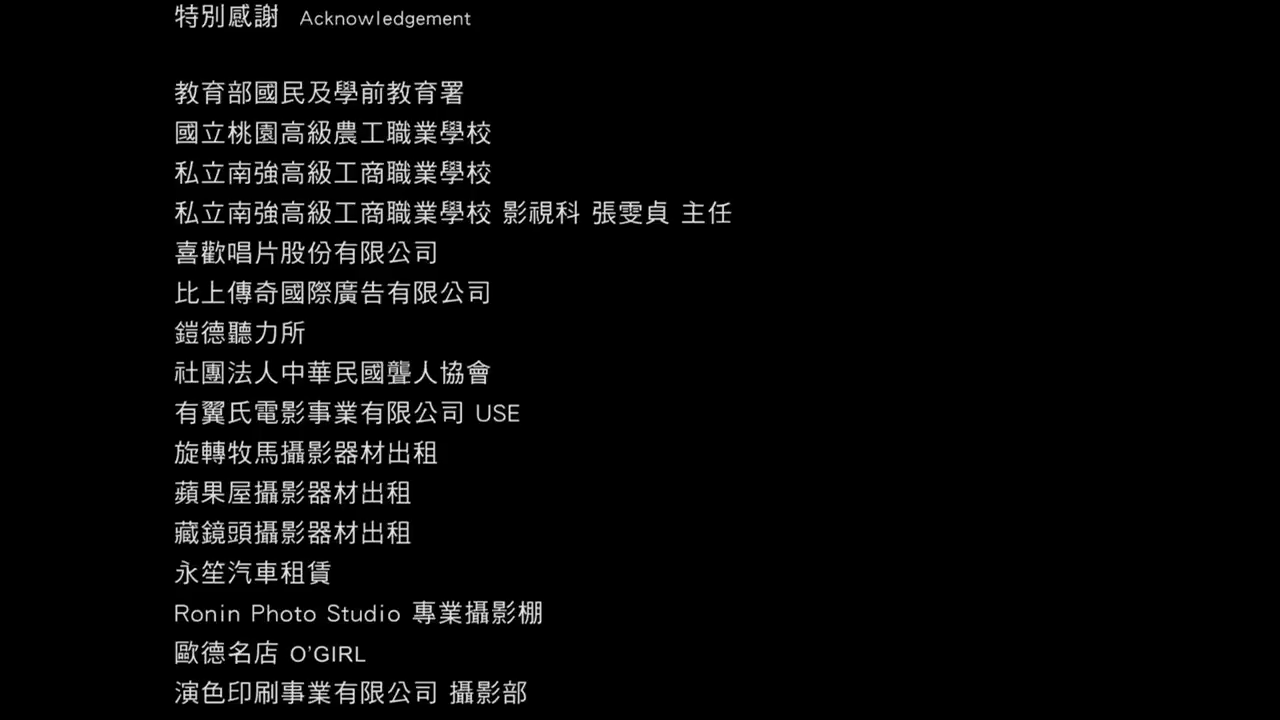 特別感謝 Acknowledgement
教育部國民及學前教育署
國立桃園高級農工職業學校
私立南強高級工商職業學校
私立南強高級工商職業學校 影視科 張雯貞 主任
喜歡唱片股份有限公司
比上傳奇國際廣告有限公司
鎧德聽力所
社團法人中華民國聾人協會
有翼氏電影事業有限公司 USE
旋轉牧馬攝影器材出租
蘋果屋攝影器材出租
藏鏡頭攝影器材出租
永笙汽車租賃
Ronin Photo Studio 專業攝影棚
歐德名店 O'GIRL
演色印刷事業有限公司 攝影部